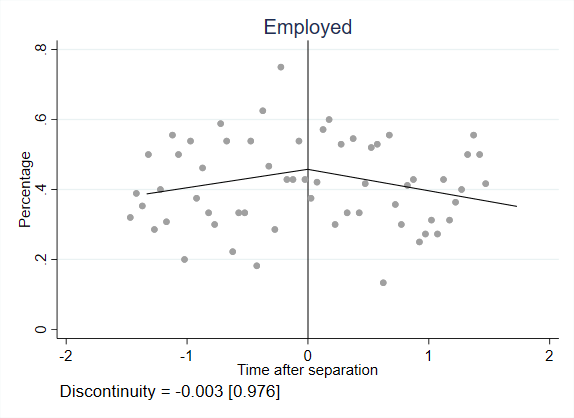 Employed
.8
.6
.4
.2
0
Percentage
-2
-1
0
1
2
Time after separation
Discontinuity = -0.003 [0.976]